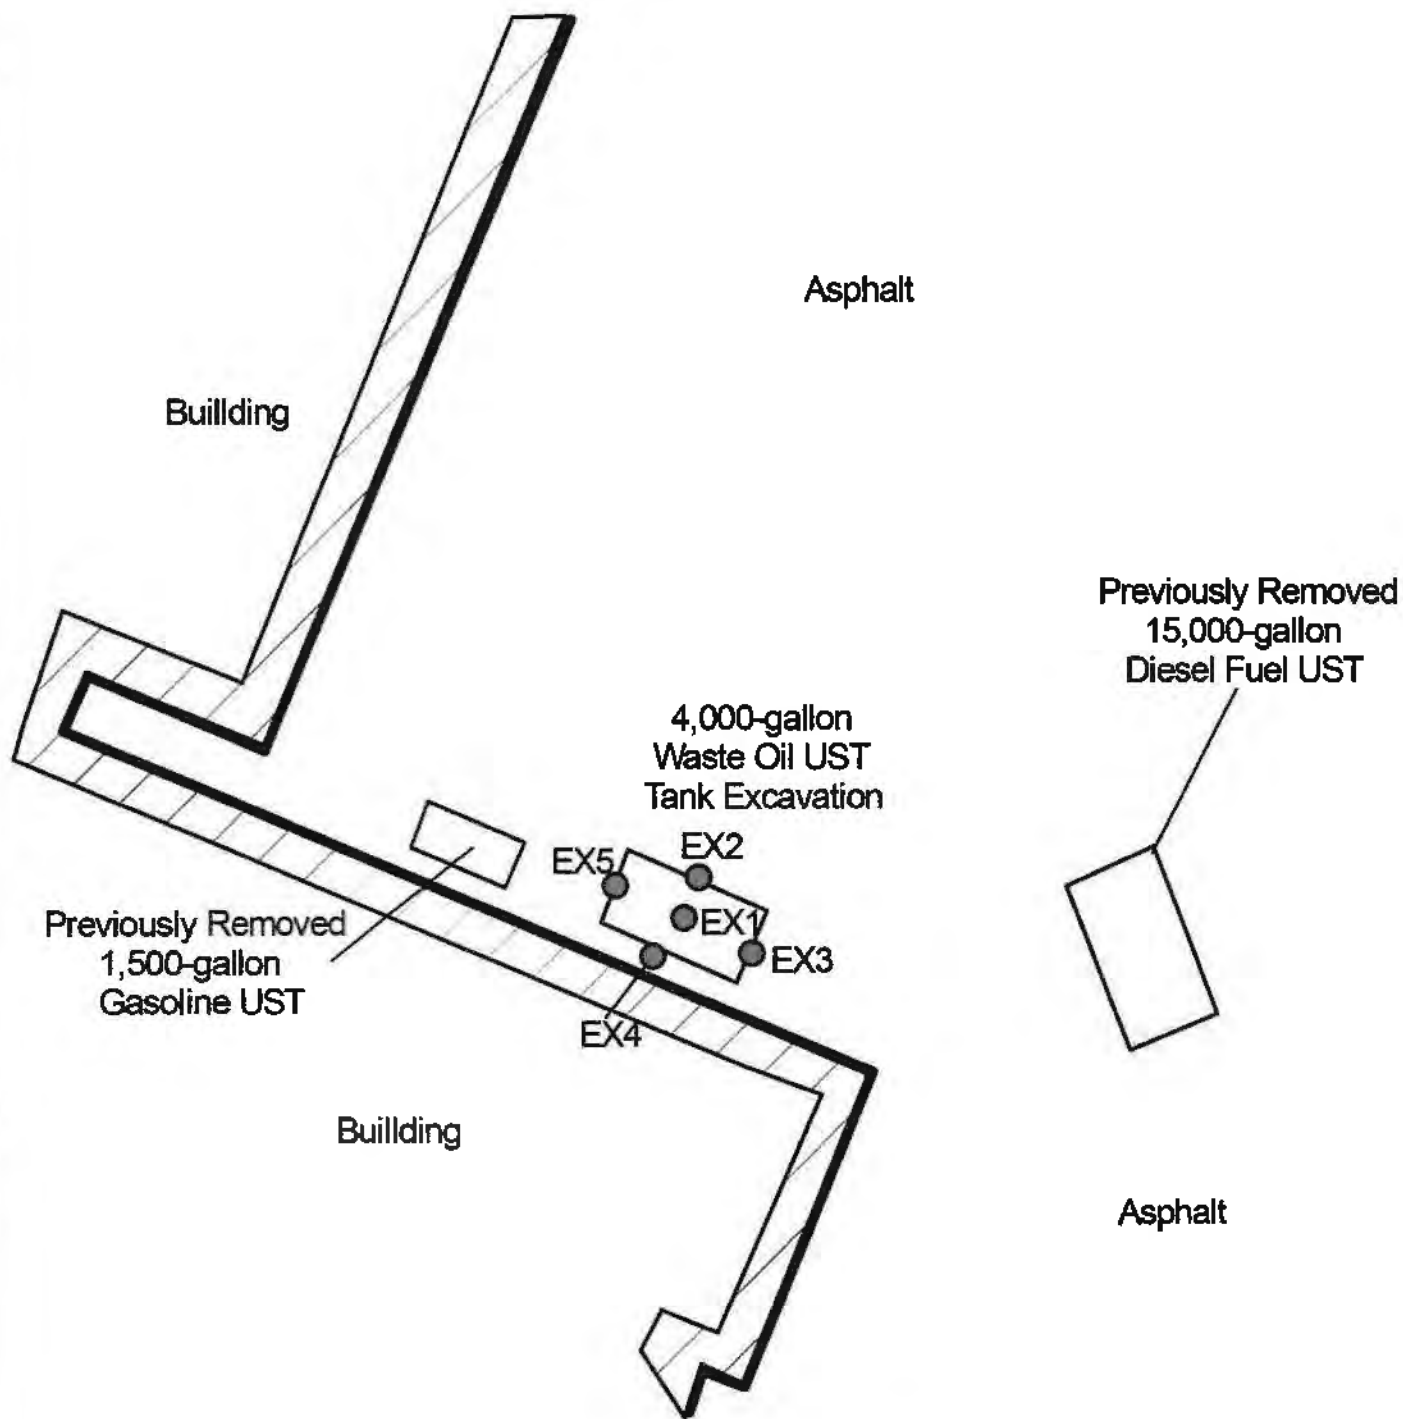 Asphalt
Buillding
Previously Removed
15,000-gallon
Diesel Fuel UST
4,000-gallon
Waste Oil UST
Tank Excavation
EX2
EX5
EX1
EX3
EX4
Previously Removed
1,500-gallon
Gasoline UST
Buillding
Asphalt